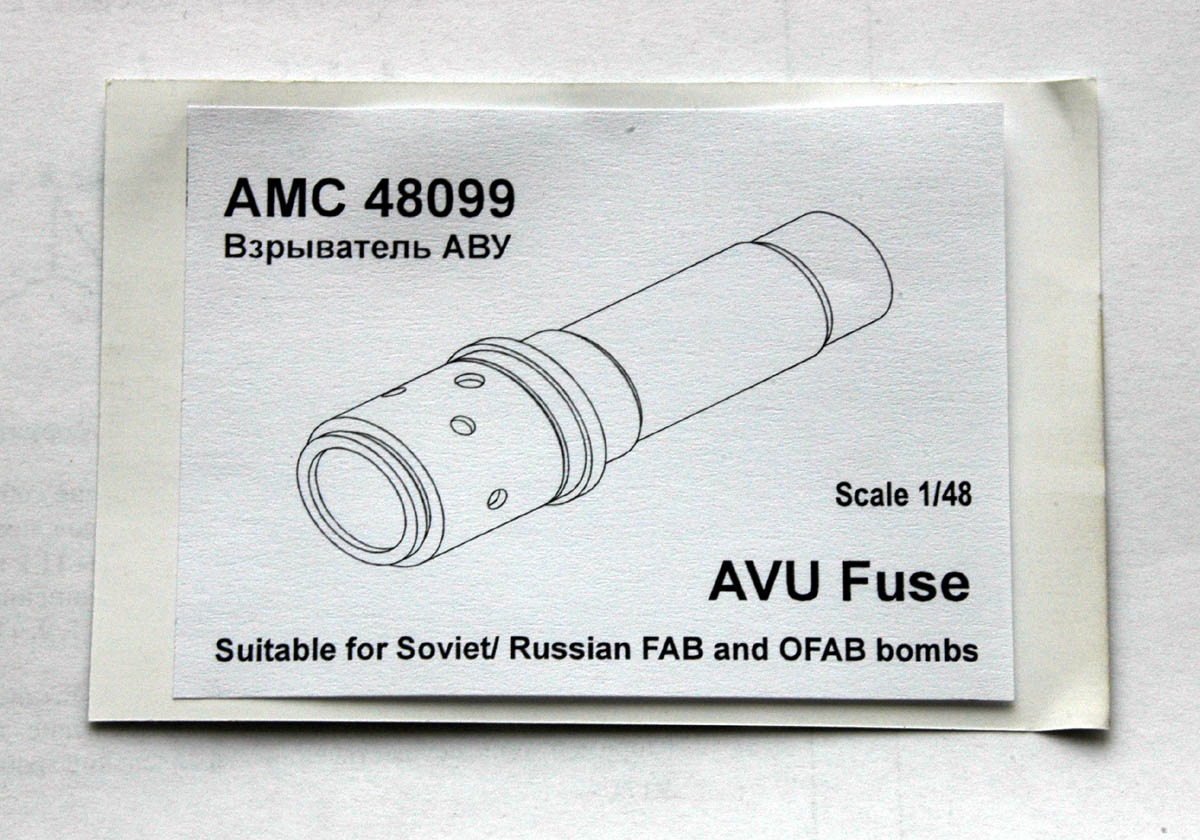 AMC 48099
Взрыватель АВУ
Scale 1/48
AVU Fuse
Suitable for Soviet/ Russian FAB and OFAB bombs